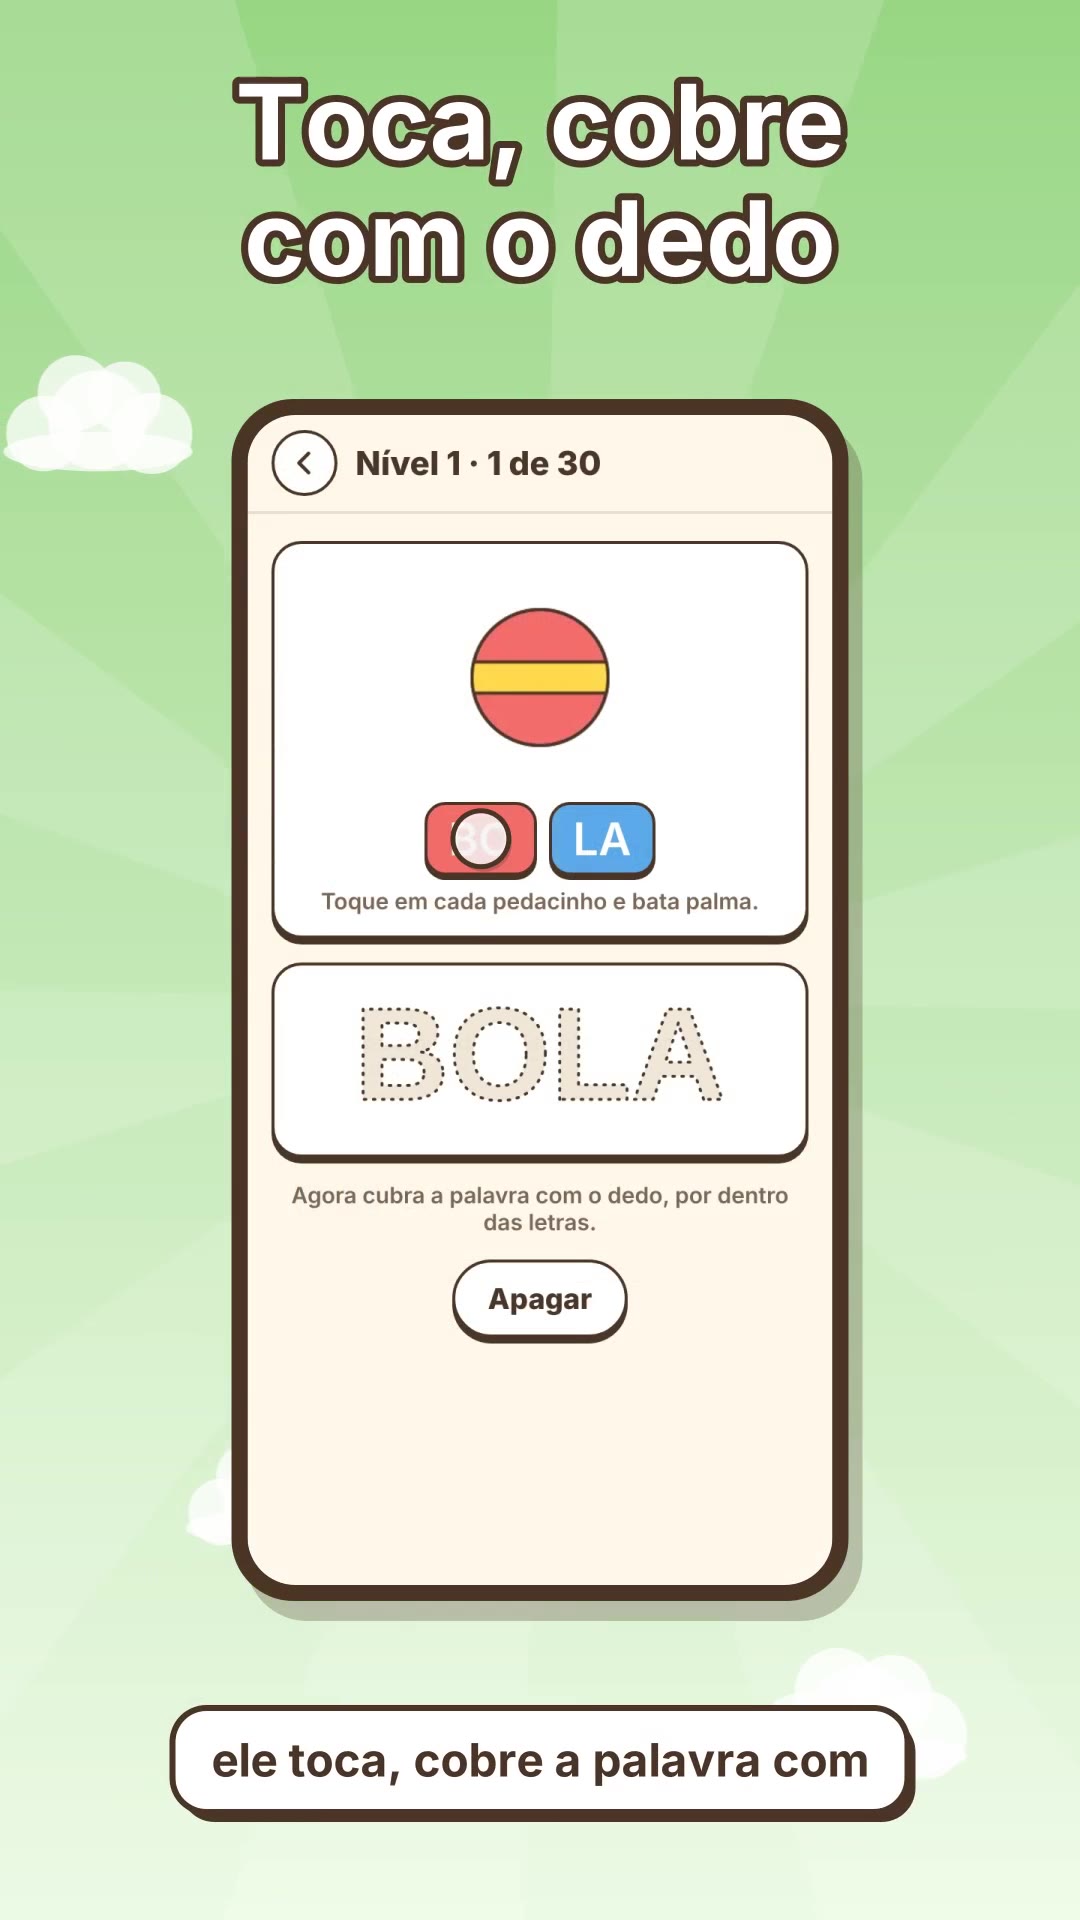 Toca, cobre
com o dedo
Nível 1 · 1 de 30
BO
LA
Toque em cada pedacinho e bata palma.
BOLA
Agora cubra a palavra com o dedo, por dentro
das letras.
Apagar
ele toca, cobre a palavra com